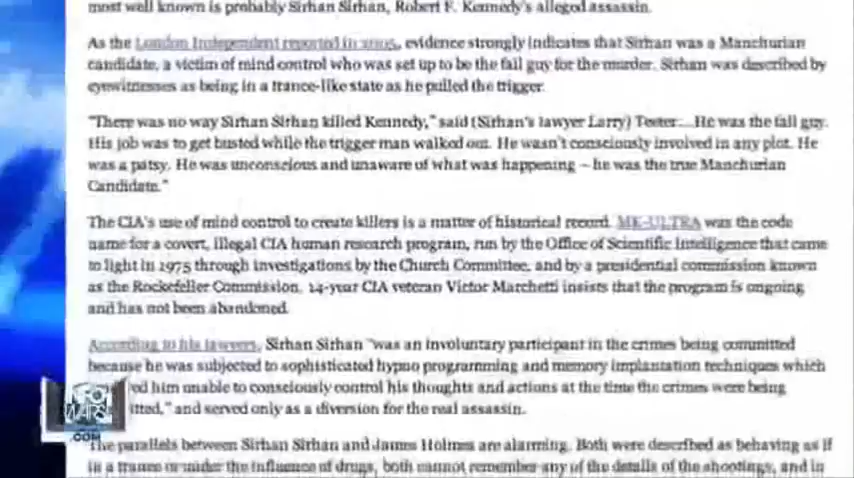 most well known is probably Sirhan Sirhan, Robert F. Kennedy's alleged assassin.
As the London Independent reported in 2005, evidence strongly indicates that Sirhan was a Manchurian
candidate, a victim of mind control who was set up to be the fall guy for the murder. Sirhan was described by
eyewitnesses as being in a trance-like state as he pulled the trigger.
"There was no way Sirhan Sirhan killed Kennedy," said (Sirhan's lawyer Larry) Teeter....He was the fall guy.
His job was to get busted while the trigger man walked out. He wasn't consciously involved in any plot. He
was a patsy. He was unconscious and unaware of what was happening – he was the true Manchurian
Candidate."
The CIA's use of mind control to create killers is a matter of historical record. MK-ULTRA was the code
name for a covert, illegal CIA human research program, run by the Office of Scientific Intelligence that came
to light in 1975 through investigations by the Church Committee, and by a presidential commission known
as the Rockefeller Commission. 14-year CIA veteran Victor Marchetti insists that the program is ongoing
and has not been abandoned.
According to his lawyers, Sirhan Sirhan "was an involuntary participant in the crimes being committed
because he was subjected to sophisticated hypno programming and memory implantation techniques which
ed him unable to consciously control his thoughts and actions at the time the crimes were being
itted," and served only as a diversion for the real assassin.
INFO
WARS
.COM
The parallels between Sirhan Sirhan and James Holmes are alarming. Both were described as behaving as if
in a trance or under the influence of drugs, both cannot remember any of the details of the shootings, and in